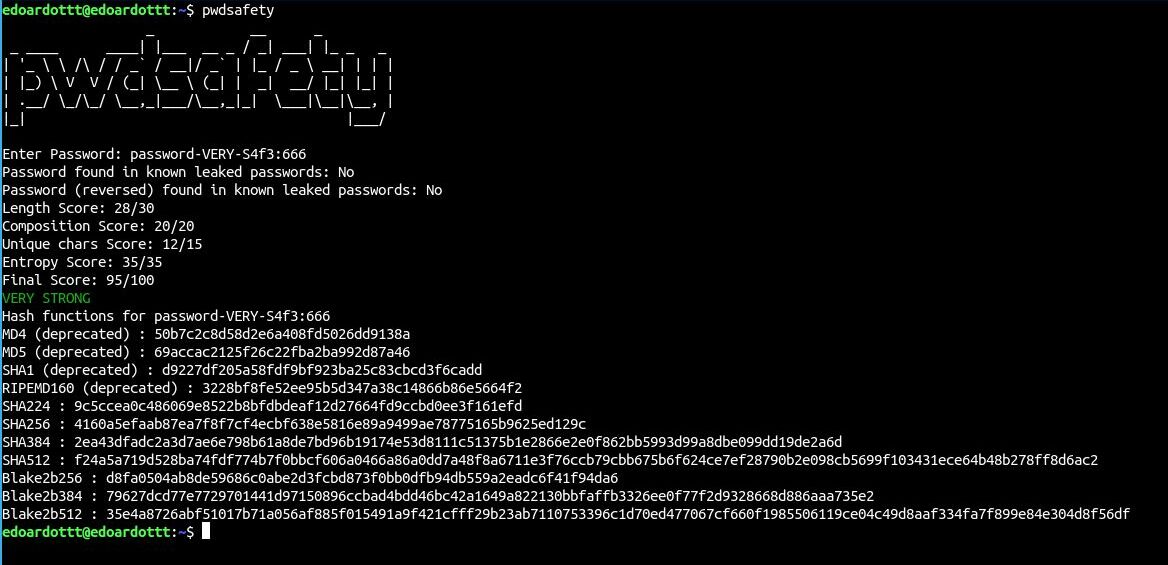 edoardottt@edoardottt:~$ pwdsafety
pwdsafety
Enter Password: password-VERY-S4f3:666
Password found in known leaked passwords: No
Password (reversed) found in known leaked passwords: No
Length Score: 28/30
Composition Score: 20/20
Unique chars Score: 12/15
Entropy Score: 35/35
Final Score: 95/100
VERY STRONG
Hash functions for password-VERY-S4f3:666
MD4 (deprecated) : 50b7c2c8d58d2e6a408fd5026dd9138a
MD5 (deprecated) : 69accac2125f26c22fba2ba992d87a46
SHA1 (deprecated) : d9227df205a58fdf9bf923ba25c83cbcd3f6cadd
RIPEMD160 (deprecated) : 3228bf8fe52ee95b5d347a38c14866b86e5664f2
SHA224 : 9c5ccea0c486069e8522b8bfdbdeaf12d27664fd9ccbd0ee3f161efd
SHA256 : 4160a5efaab87ea7f8f7cf4ecbf638e5816e89a9499ae78775165b9625ed129c
SHA384 : 2ea43dfadc2a3d7ae6e798b61a8de7bd96b19174e53d8111c51375b1e2866e2e0f862bb5993d99a8dbe099dd19de2a6d
SHA512 : f24a5a719d528ba74fdf774b7f0bbcf606a0466a86a0dd7a48f8a6711e3f76ccb79cbb675b6f624ce7ef28790b2e098cb5699f103431ece64b48b278ff8d6ac2
Blake2b256 : d8fa0504ab8de59686c0abe2d3fcbd873f0bb0dfb94db559a2eadc6f41f94da6
Blake2b384 : 79627dcd77e7729701441d97150896ccbad4bdd46bc42a1649a822130bbfaffb3326ee0f77f2d9328668d886aaa735e2
Blake2b512 : 35e4a8726abf51017b71a056af885f015491a9f421cfff29b23ab7110753396c1d70ed477067cf660f1985506119ce04c49d8aaf334fa7f899e84e304d8f56df
edoardottt@edoardottt:~$